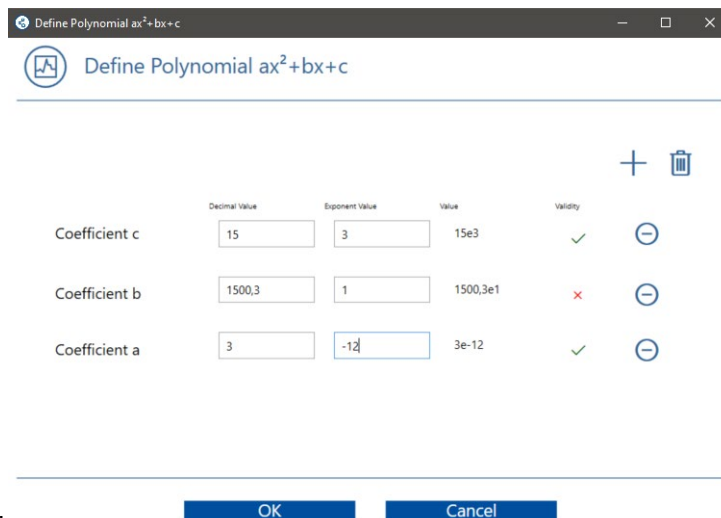 Define Polynomial ax²+bx+c
Define Polynomial ax²+bx+c
Decimal Value Exponent Value Value Validity
Coefficient c 15 3 15e3
Coefficient b 1500,3 1 1500,3e1
Coefficient a 3 -12 3e-12
OK Cancel